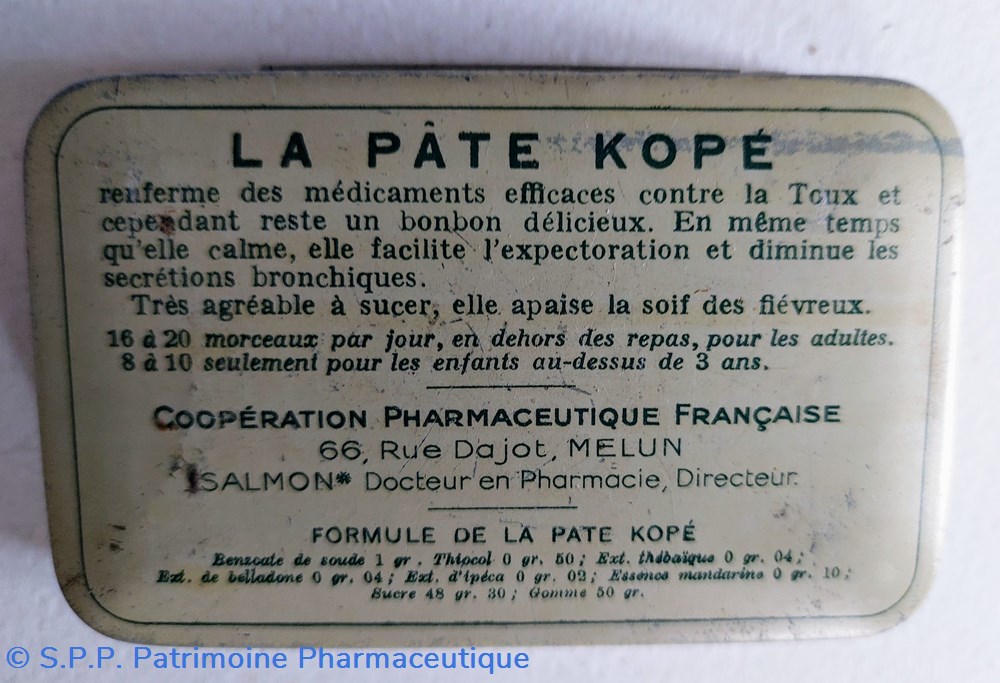 LA PÂTE KOPÉ
renferme des médicaments efficaces contre la Toux et
cependant reste un bonbon délicieux. En même temps
qu'elle calme, elle facilite l'expectoration et diminue les
secrétions bronchiques.
Très agréable à sucer, elle apaise la soif des fiévreux.
16 à 20 morceaux par jour, en dehors des repas, pour les adultes.
8 à 10 seulement pour les enfants au-dessus de 3 ans.
COOPÉRATION PHARMACEUTIQUE FRANÇAISE
66, Rue Dajot, MELUN
SALMON* Docteur en Pharmacie, Directeur.
FORMULE DE LA PATE KOPÉ
Benzoate de soude 1 gr. Thiocol 0 gr. 50; Ext. thébaïque 0 gr. 04;
Ext. de belladone 0 gr. 04; Ext. d'ipéca 0 gr. 02; Essence mandarine 0 gr. 10;
Sucre 48 gr. 30; Gomme 50 gr.
© S.P.P. Patrimoine Pharmaceutique